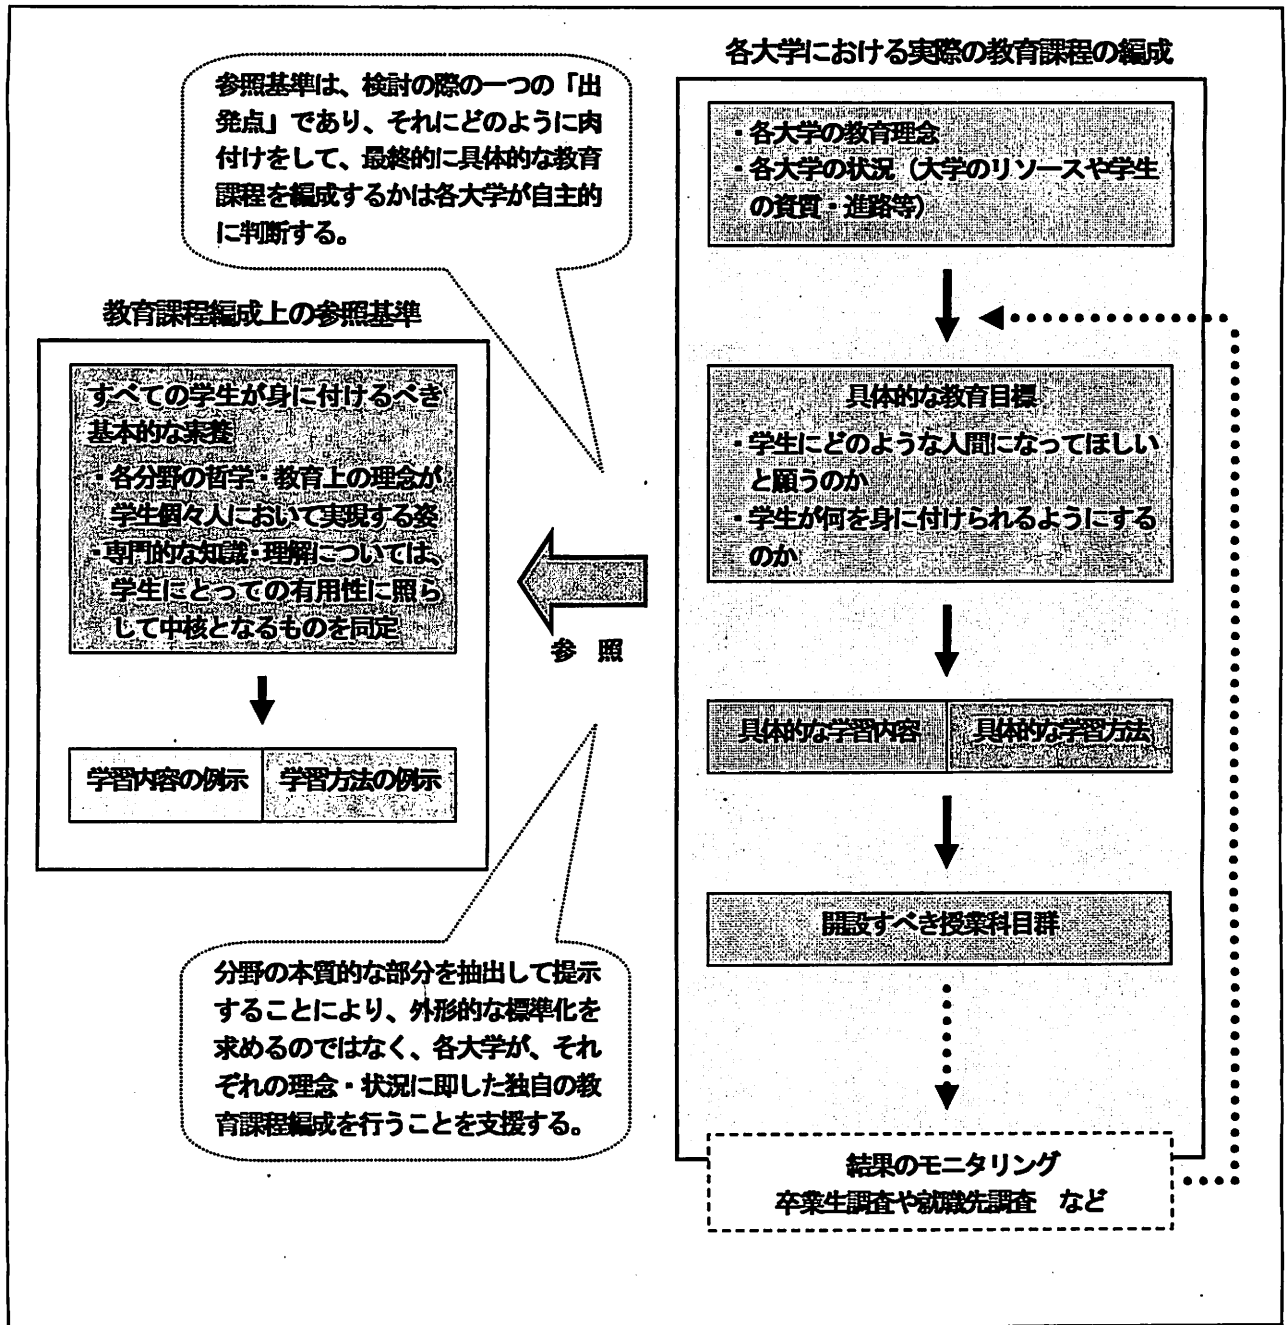 各大学における実際の教育課程の編成
参照基準は、検討の際の一つの「出
発点」であり、それにどのように肉
付けをして、最終的に具体的な教育
課程を編成するかは各大学が自主的
に判断する。
・各大学の教育理念
・各大学の状況（大学のリソースや学生
の資質・進路等）
教育課程編成上の参照基準
すべての学生が身に付けるべき
基本的な素養
・各分野の哲学・教育上の理念が
学生個々人において実現する姿
・専門的な知識・理解については、
学生にとっての有用性に照ら
して中核となるものを同定
学習内容の例示
学習方法の例示
参 照
具体的な教育目標
・学生にどのような人間になってほしい
と願うのか
・学生が何を身に付けられるようにする
のか
具体的な学習内容
具体的な学習方法
開設すべき授業科目群
分野の本質的な部分を抽出して提示
することにより、外形的な標準化を
求めるのではなく、各大学が、それ
ぞれの理念・状況に即した独自の教
育課程編成を行うことを支援する。
結果のモニタリング
卒業生調査や就職先調査　など